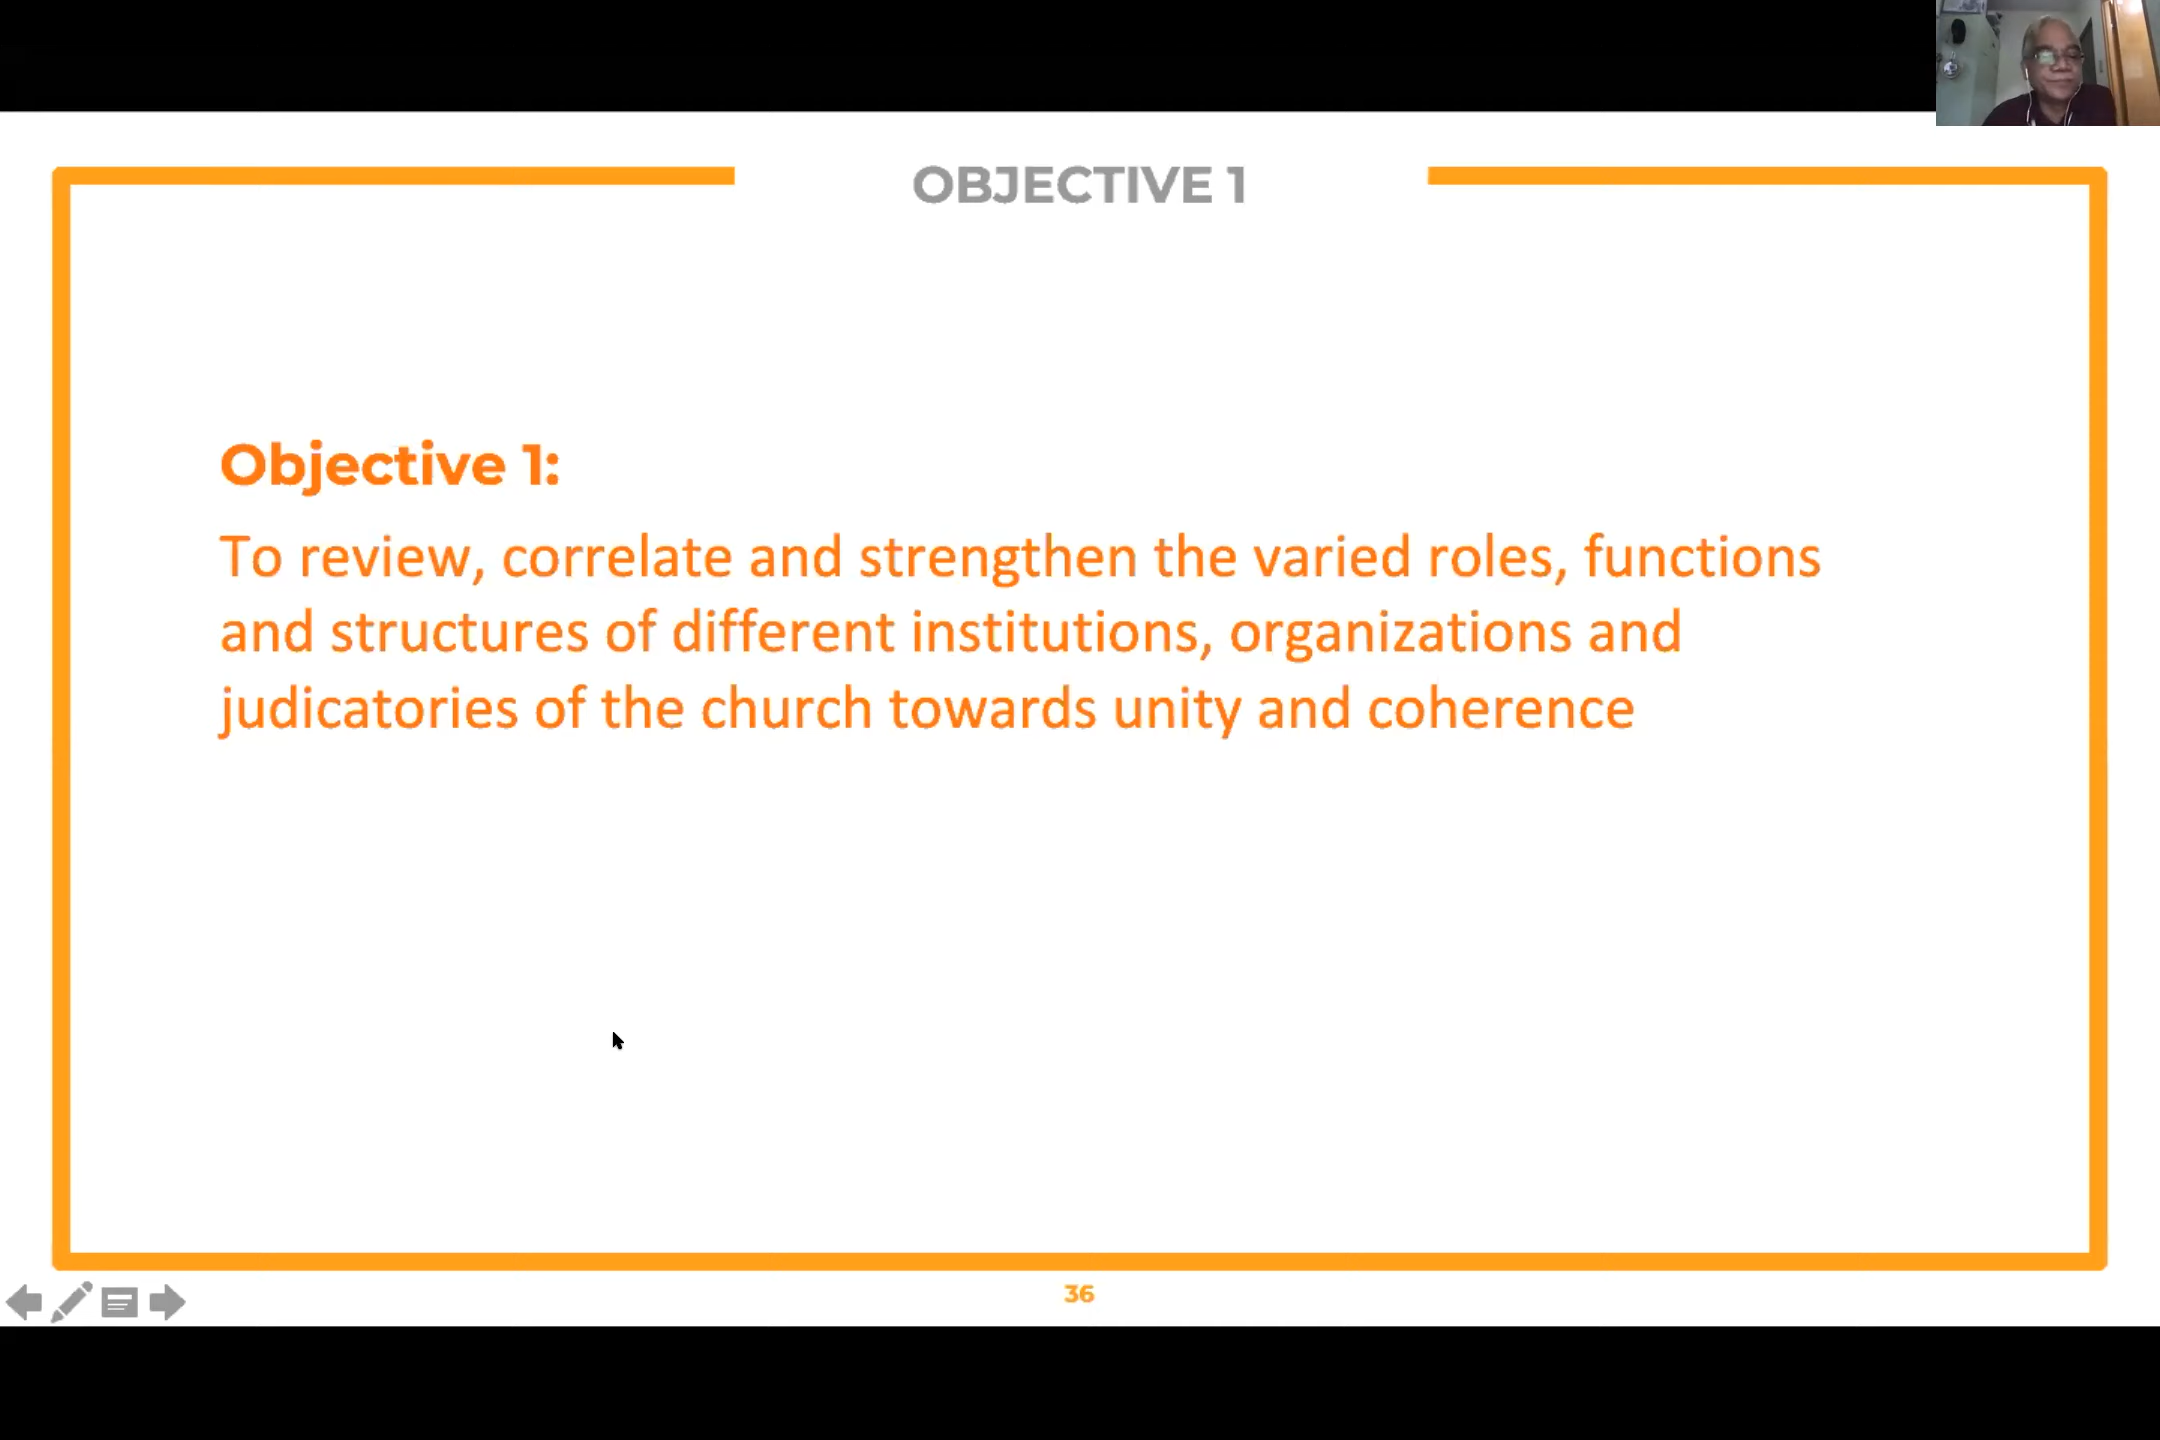 OBJECTIVE 1
Objective 1:
To review, correlate and strengthen the varied roles, functions
and structures of different institutions, organizations and
judicatories of the church towards unity and coherence
36